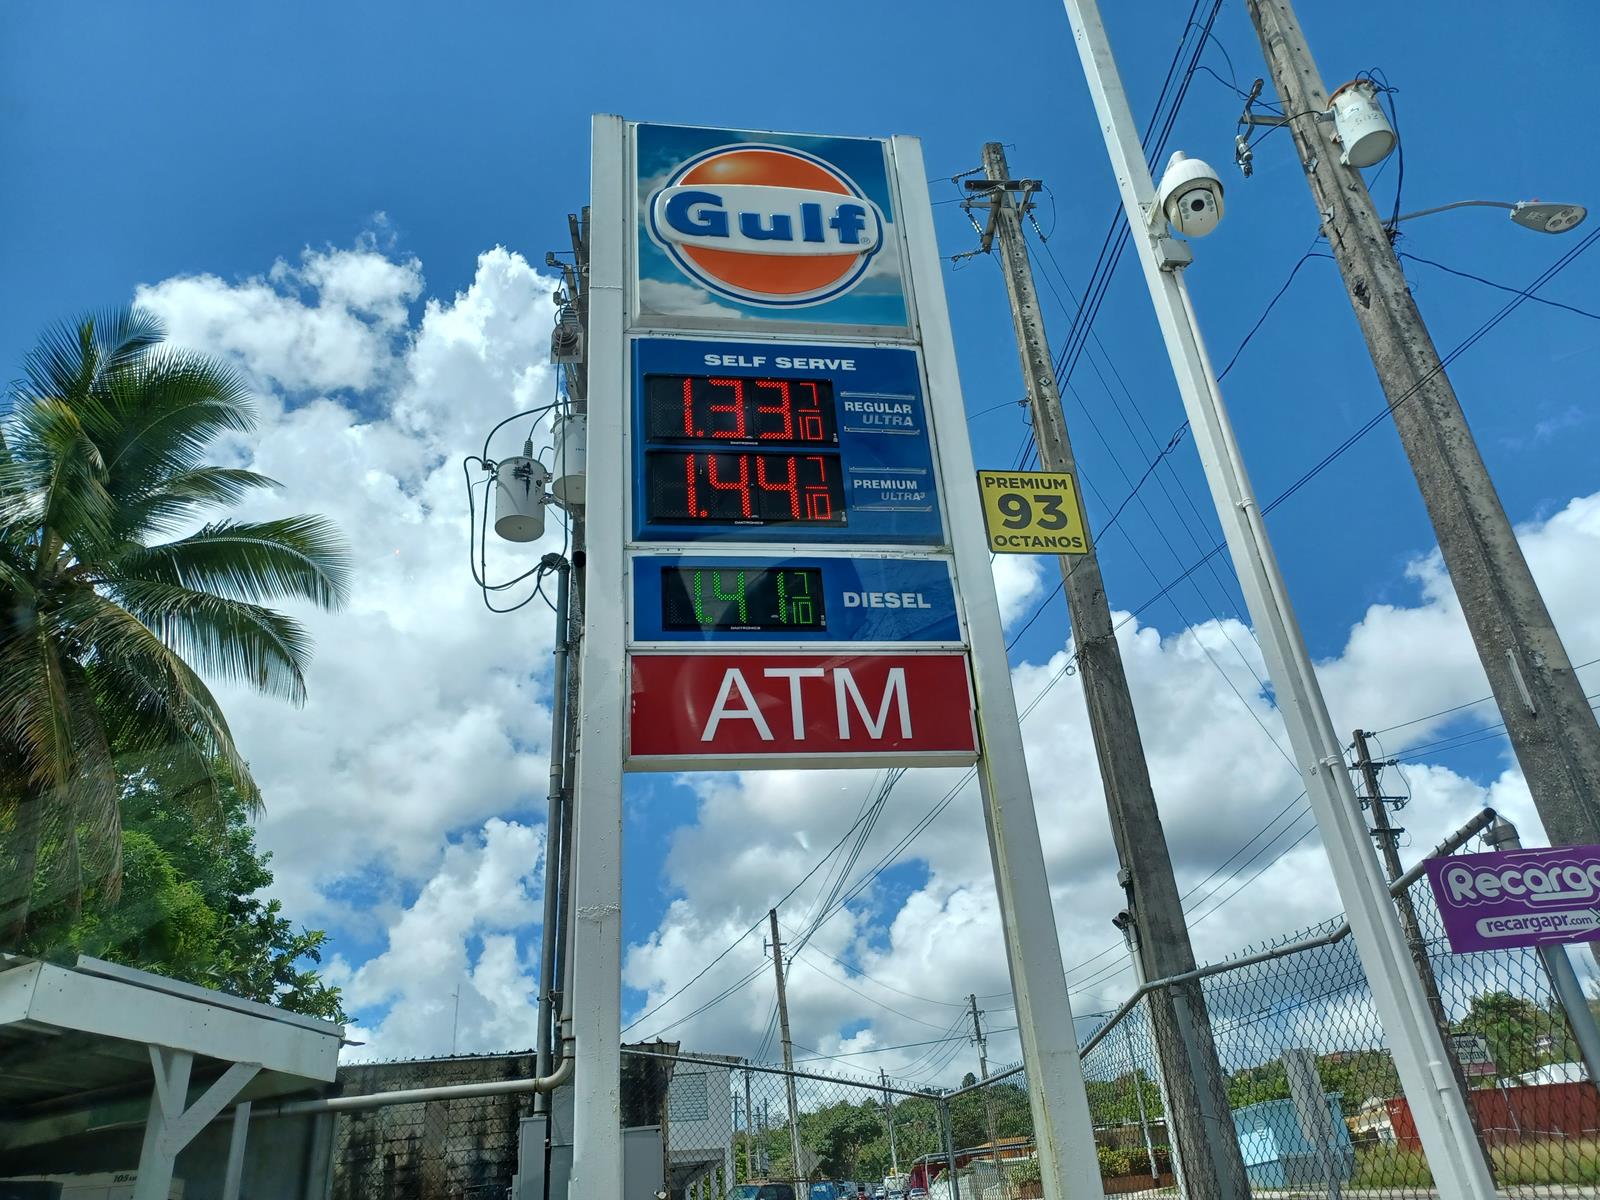 Gulf
SELF SERVE
1.33 7/10
REGULAR
ULTRA
1.44 7/10
PREMIUM
ULTRA³
PREMIUM
93
OCTANOS
1.41 7/10
DIESEL
ATM
Recarga
recargapr.com